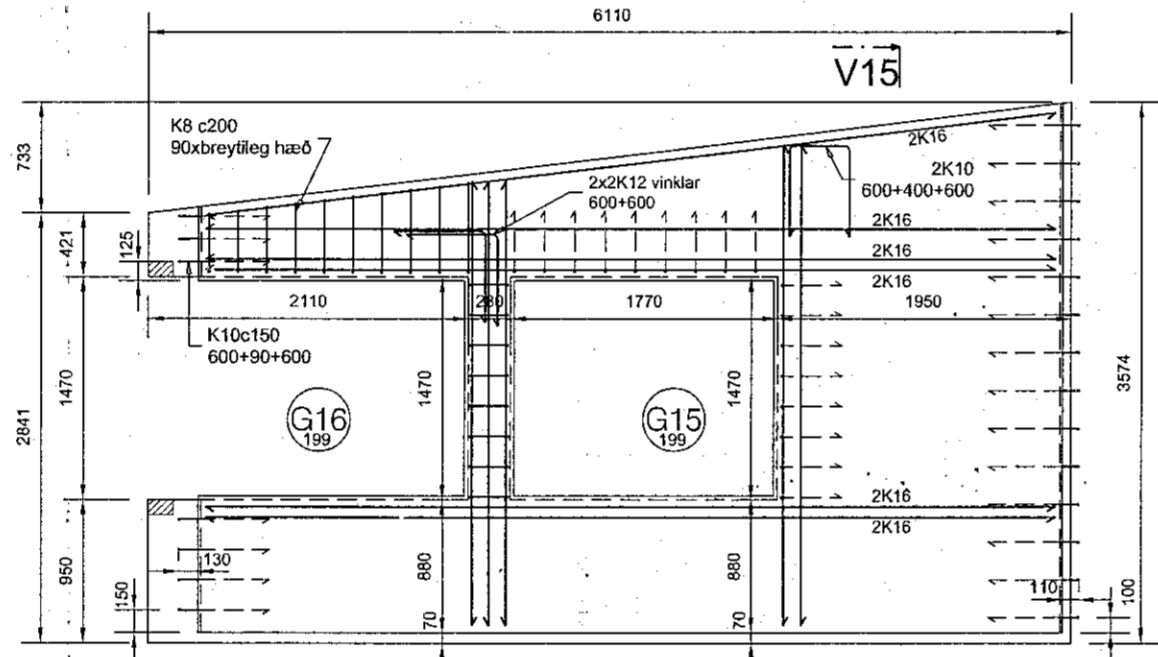 6110
V15
K8 c200
90xbreytileg hæð
2K16
2K10
600+400+600
2x2K12 vinklar
600+600
733
2K16
421
125
2K16
2K16
2110
280
1770
1950
K10c150
600+90+600
2841
1470
1470
1470
3574
G16
199
G15
199
2K16
2K16
950
130
880
880
150
70
70
110
100